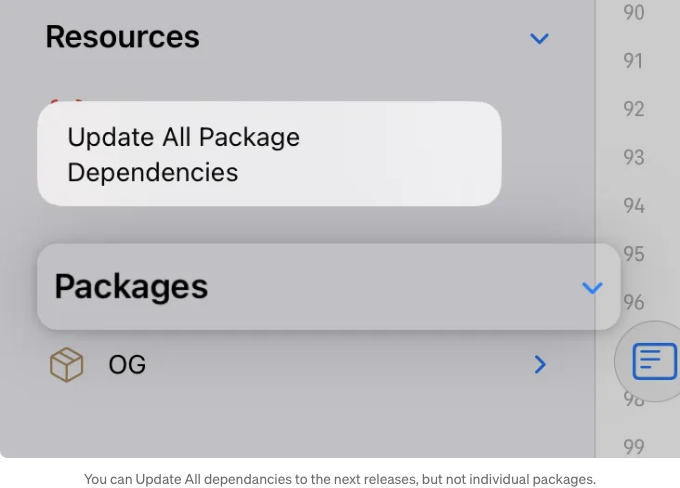 Resources
Update All Package
Dependencies
Packages
OG
90
91
92
93
94
95
96
98
99
You can Update All dependancies to the next releases, but not individual packages.